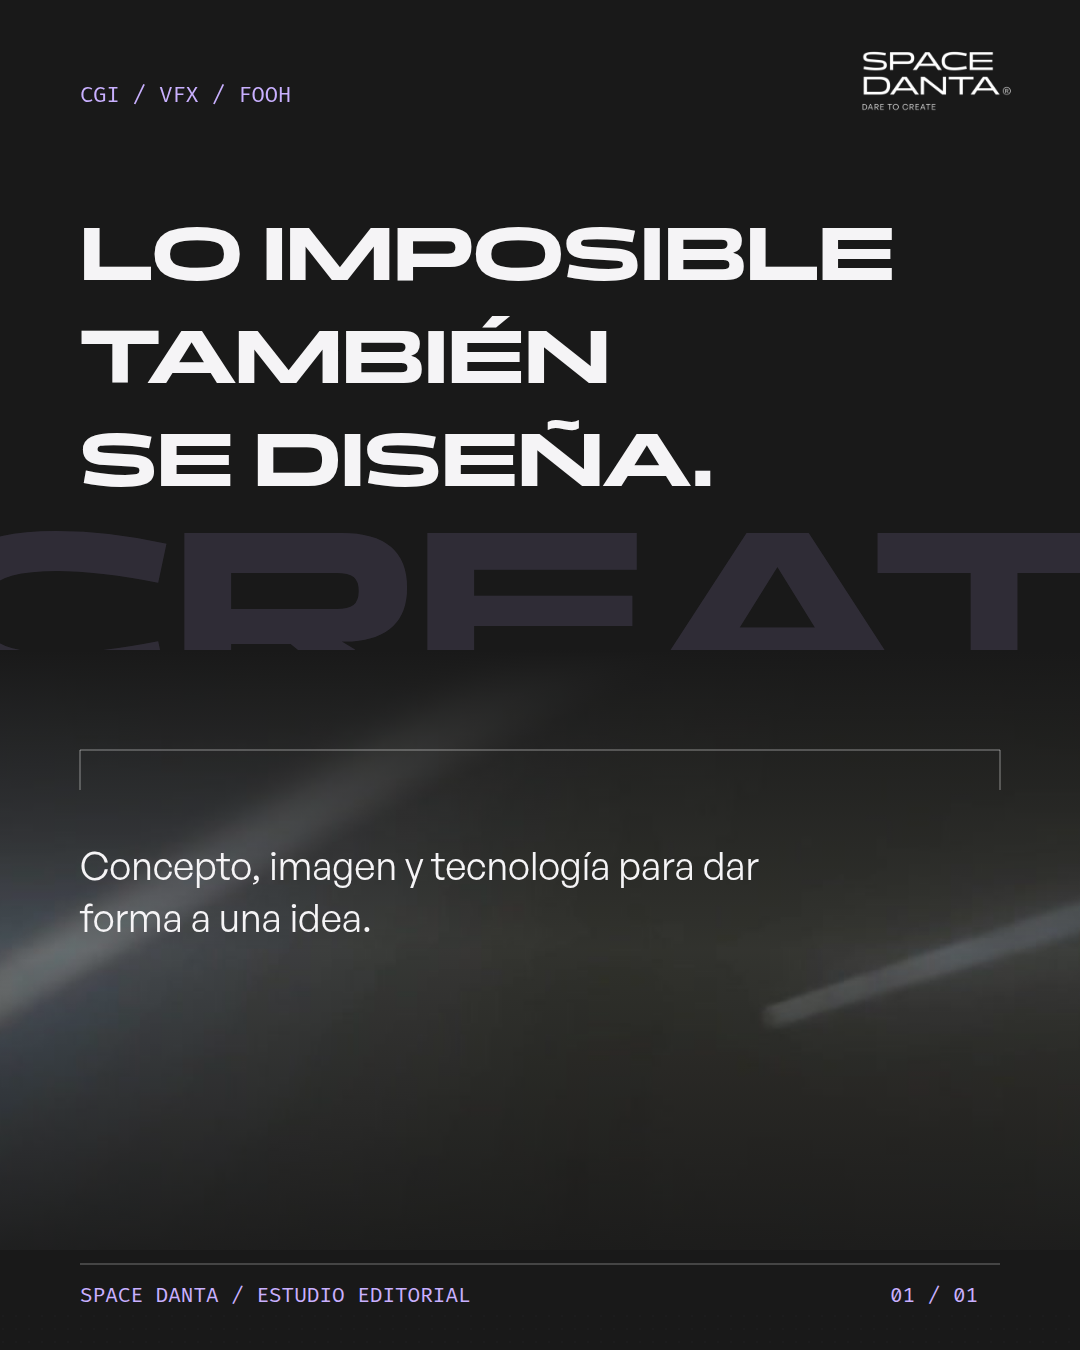 CGI / VFX / FOOH
SPACE
DANTA®
DARE TO CREATE
LO IMPOSIBLE
TAMBIÉN
SE DISEÑA.
CREAT
Concepto, imagen y tecnología para dar
forma a una idea.
SPACE DANTA / ESTUDIO EDITORIAL
01 / 01